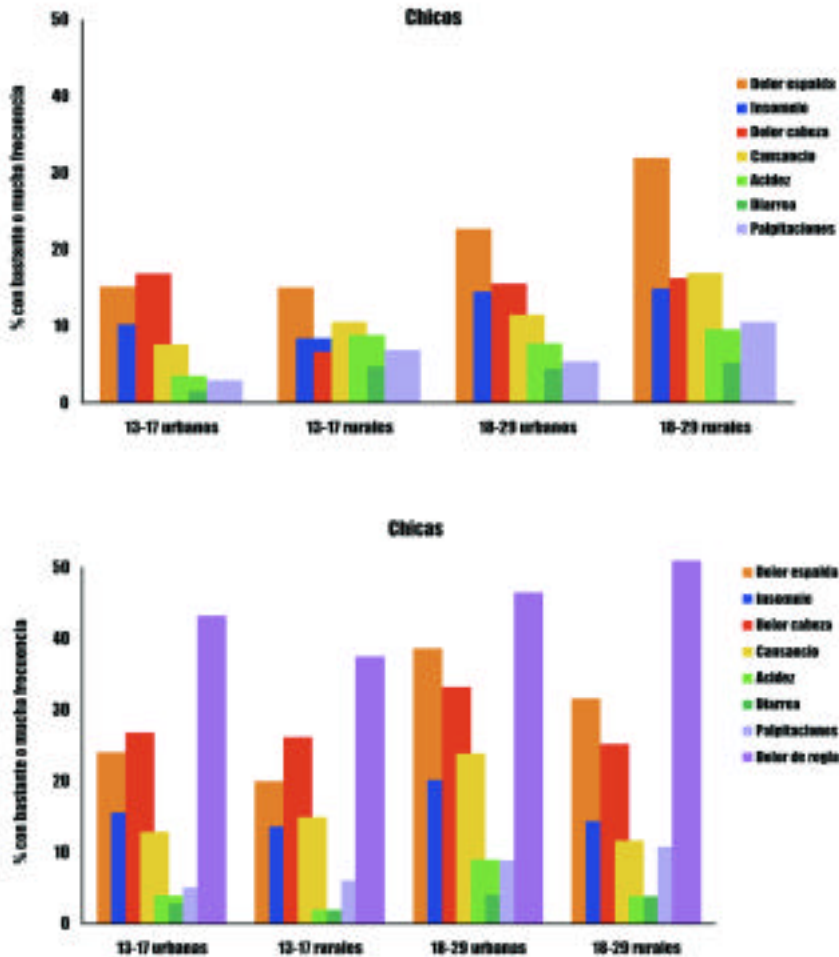 Chicos
% con bastante o mucha frecuencia
50
40
30
20
10
0
13-17 urbanos
13-17 rurales
18-29 urbanos
18-29 rurales
Dolor espalda
Insomnio
Dolor cabeza
Cansancio
Acidez
Diarrea
Palpitaciones
Chicas
% con bastante o mucha frecuencia
50
40
30
20
10
0
13-17 urbanas
13-17 rurales
18-29 urbanas
18-29 rurales
Dolor espalda
Insomnio
Dolor cabeza
Cansancio
Acidez
Diarrea
Palpitaciones
Dolor de regla